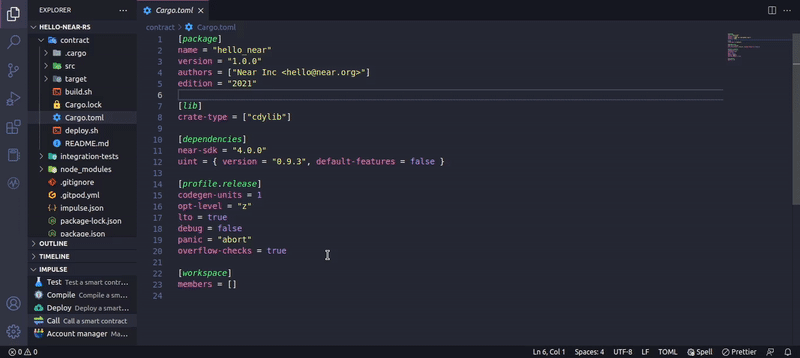 EXPLORER
Cargo.toml
HELLO-NEAR-RS
contract
.cargo
src
target
build.sh
Cargo.lock
Cargo.toml
deploy.sh
README.md
integration-tests
node_modules
.gitignore
.gitpod.yml
impulse.json
package-lock.json
package.json
OUTLINE
TIMELINE
IMPULSE
Test Test a smart contract...
Compile Compile a smart ...
Deploy Deploy a smart con...
Call Call a smart contract
Account manager Account m...
contract > Cargo.toml
1 [package]
2 name = "hello_near"
3 version = "1.0.0"
4 authors = ["Near Inc <hello@near.org>"]
5 edition = "2021"
6
7 [lib]
8 crate-type = ["cdylib"]
9
10 [dependencies]
11 near-sdk = "4.0.0"
12 uint = { version = "0.9.3", default-features = false }
13
14 [profile.release]
15 codegen-units = 1
16 opt-level = "z"
17 lto = true
18 debug = false
19 panic = "abort"
20 overflow-checks = true
21
22 [workspace]
23 members = []
24
0 0 Ln 6, Col 1 Spaces: 4 UTF-8 LF TOML Spell Prettier